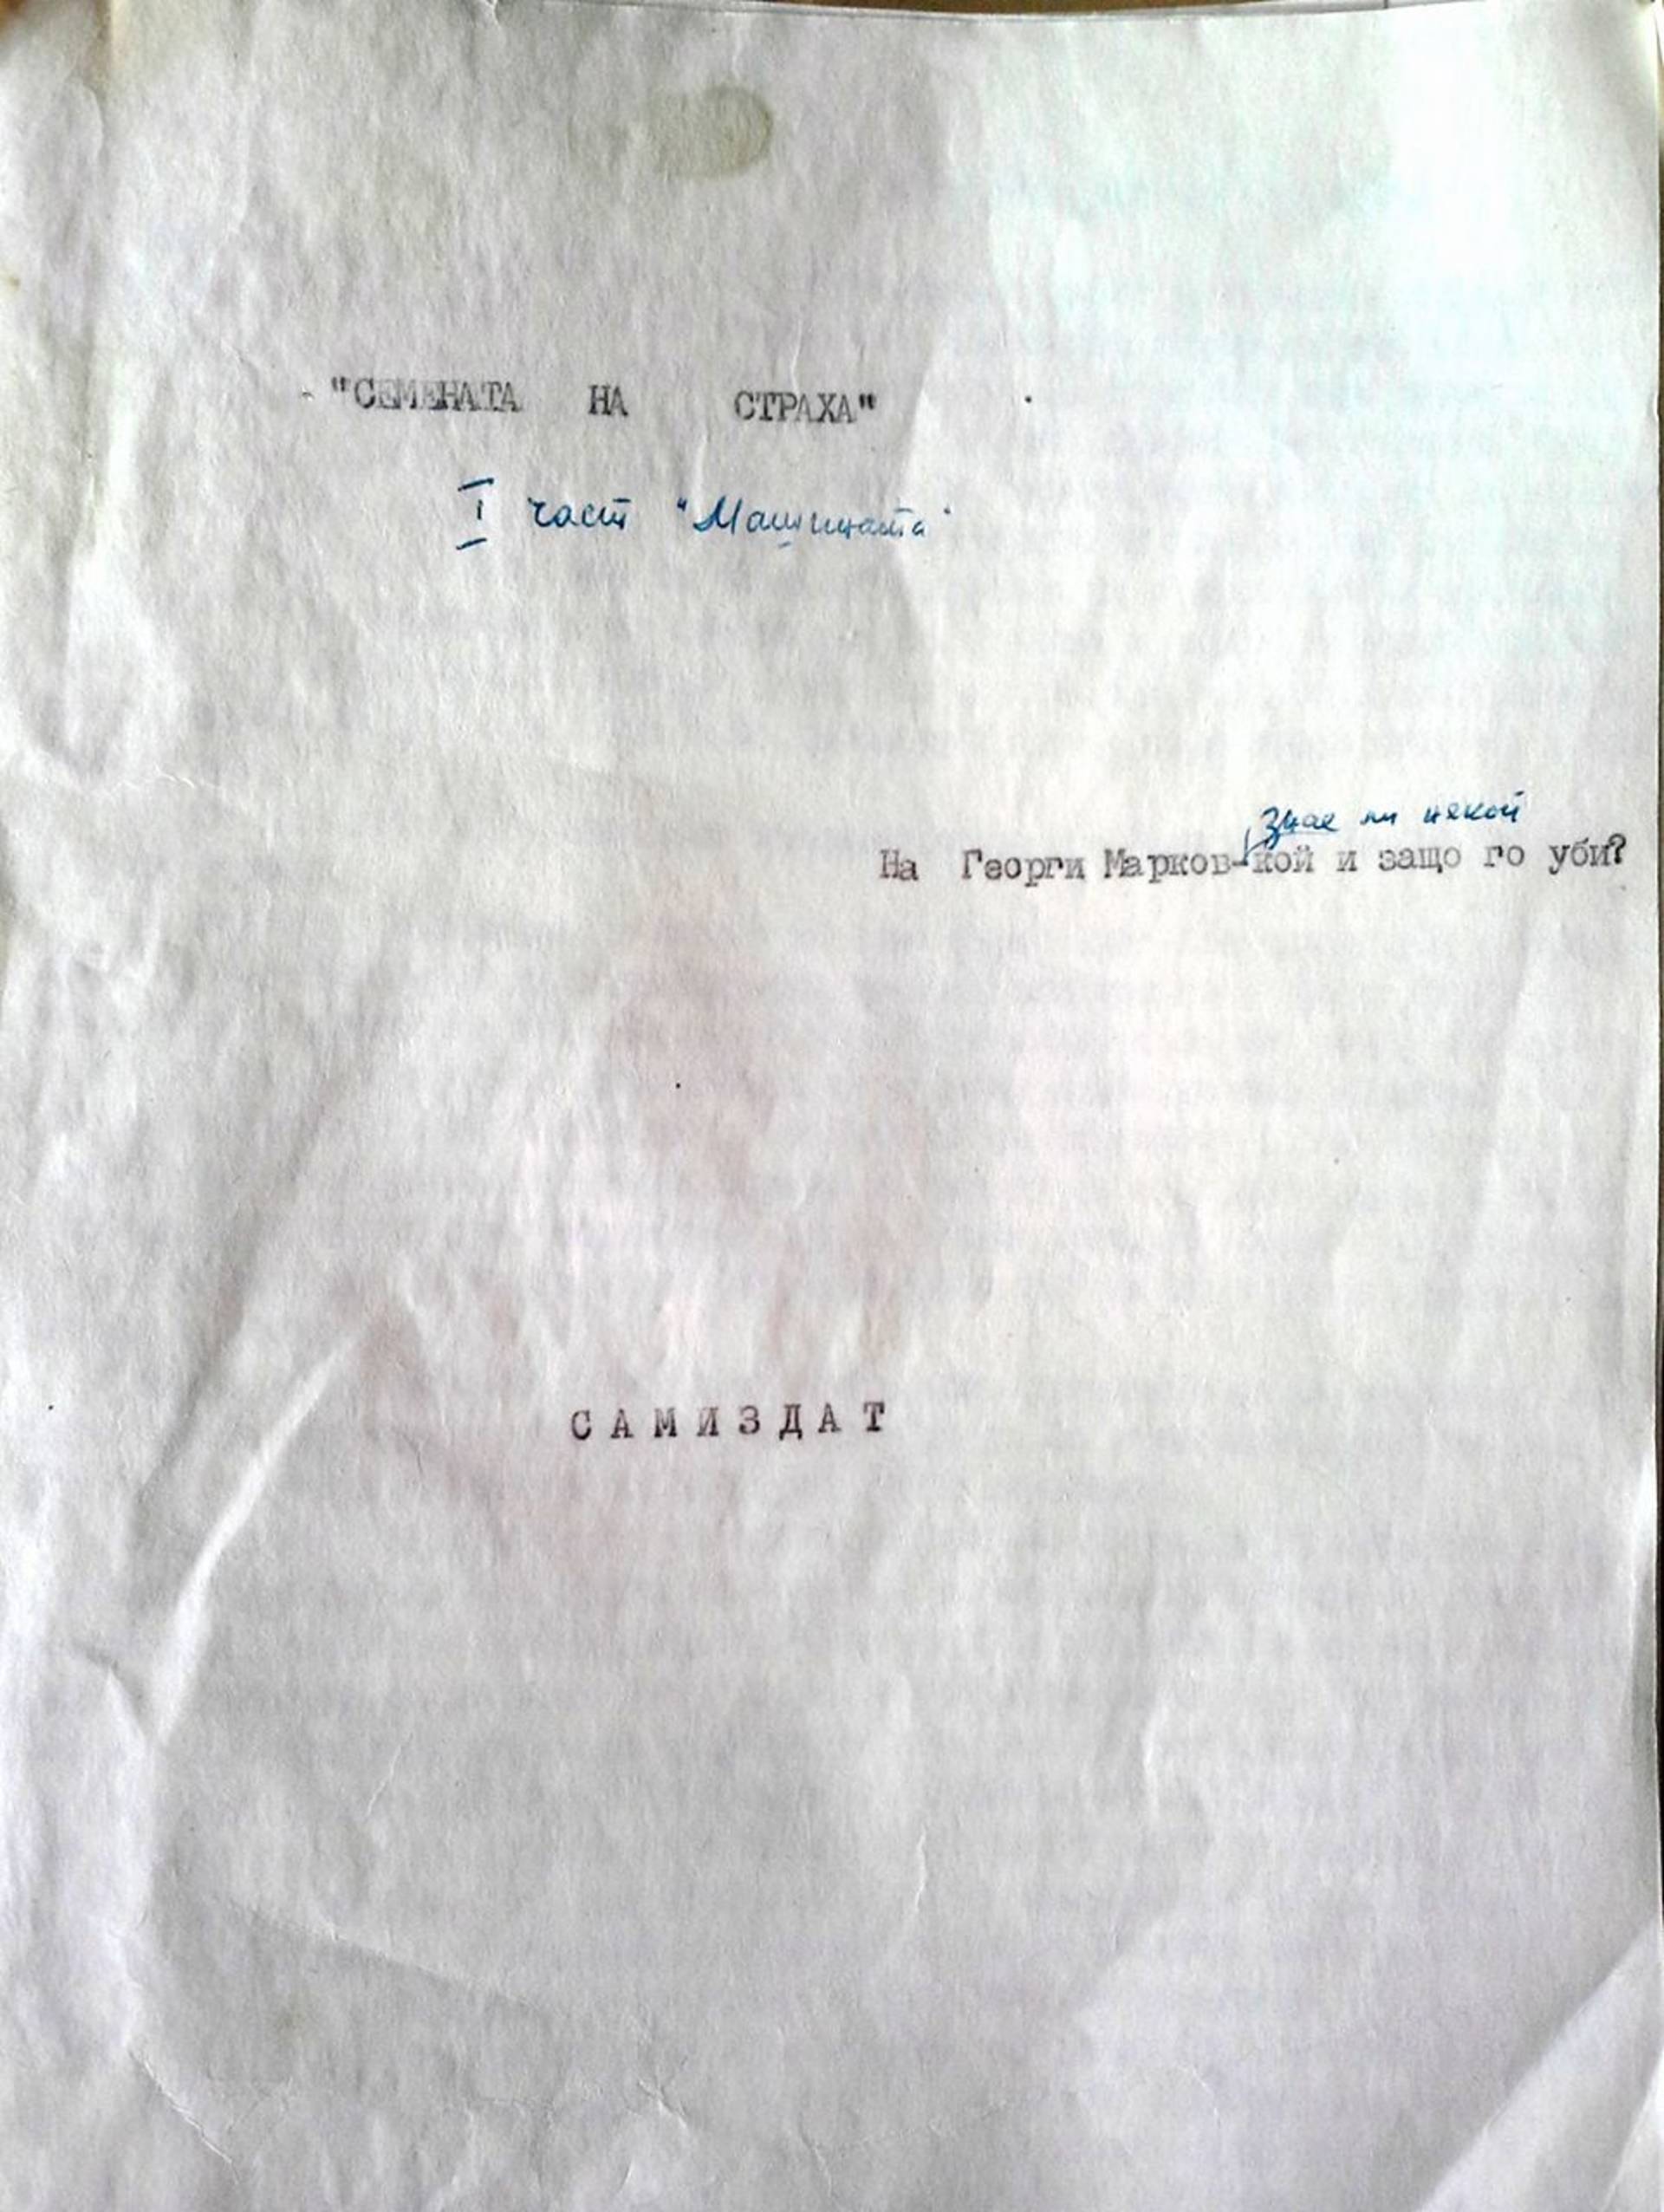 "СЕМЕНАТА НА СТРАХА"
I част "Машината"
Знае ли някой
На Георги Марков-кой и защо го уби?
САМИЗДАТ